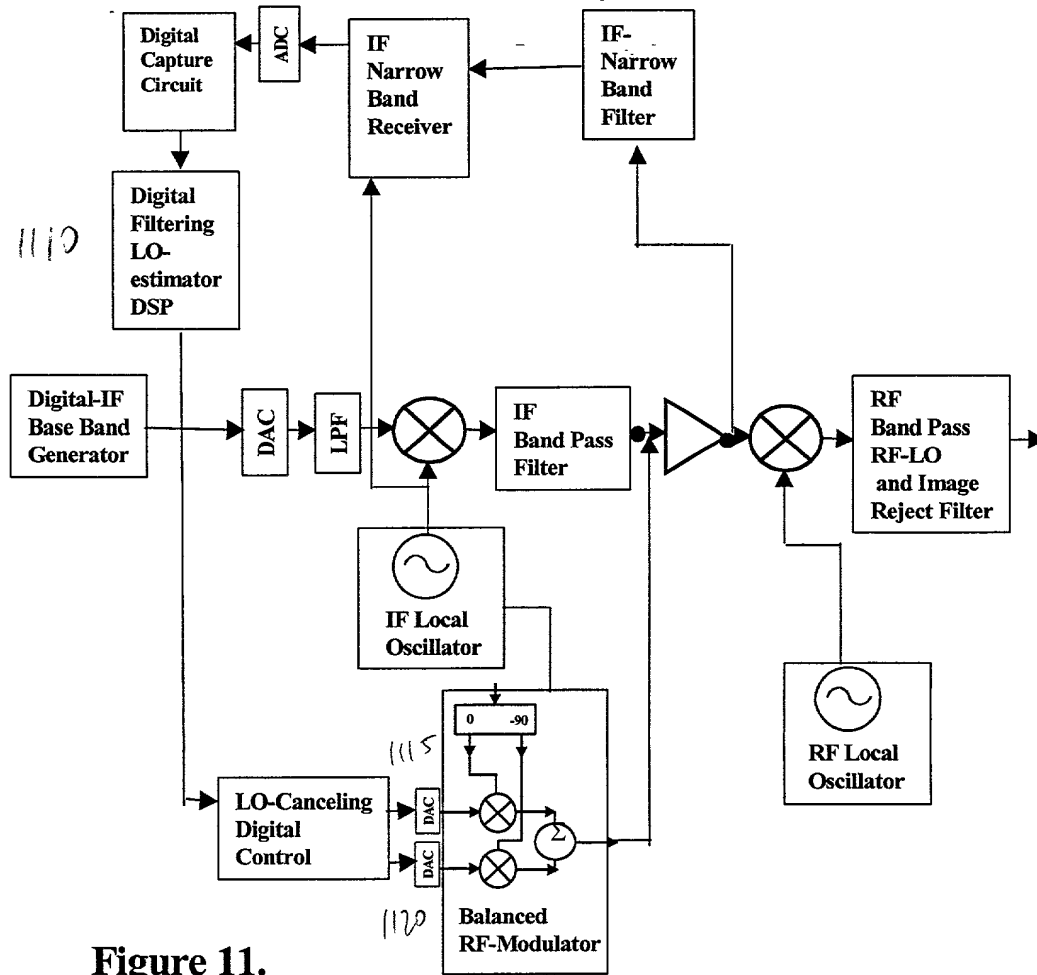 Digital
Capture
Circuit
ADC
IF
Narrow
Band
Receiver
IF-
Narrow
Band
Filter
1110
Digital
Filtering
LO-
estimator
DSP
Digital-IF
Base Band
Generator
DAC
LPF
IF
Band Pass
Filter
RF
Band Pass
RF-LO
and Image
Reject Filter
IF Local
Oscillator
RF Local
Oscillator
0 -90
1115
LO-Canceling
Digital
Control
DAC
DAC
Σ
1120
Balanced
RF-Modulator
Figure 11.